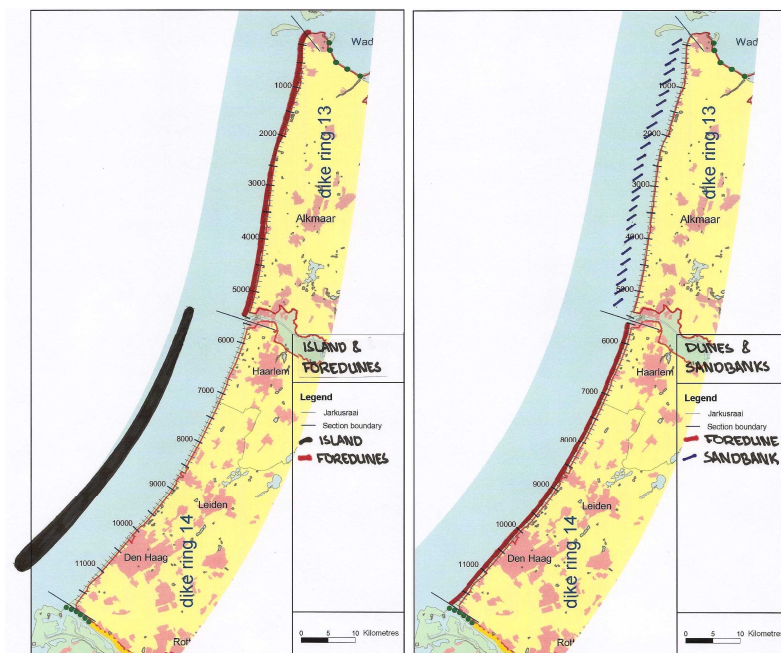 Wad
1000
dike ring 13
2000
3000
Alkmaar
4000
5000
6000
Haarlem
7000
8000
9000
Leiden
10000
Den Haag
11000
dike ring 14
Rott
ISLAND &
FOREDUNES
Legend
Jarkusraai
Section boundary
ISLAND
FOREDUNES
0 5 10 Kilometres
Wad
1000
dike ring 13
2000
3000
Alkmaar
4000
5000
6000
Haarlem
7000
8000
9000
Leiden
10000
Den Haag
11000
dike ring 14
Rott
DUNES &
SANDBANKS
Legend
Jarkusraai
Section boundary
FOREDUNE
SANDBANK
0 5 10 Kilometres